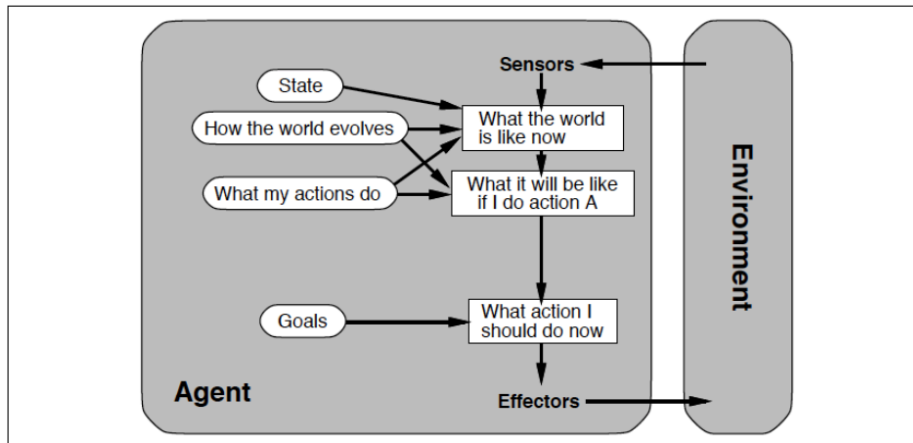 Sensors
State
What the world
is like now
How the world evolves
What my actions do
What it will be like
if I do action A
Goals
What action I
should do now
Agent
Effectors
Environment